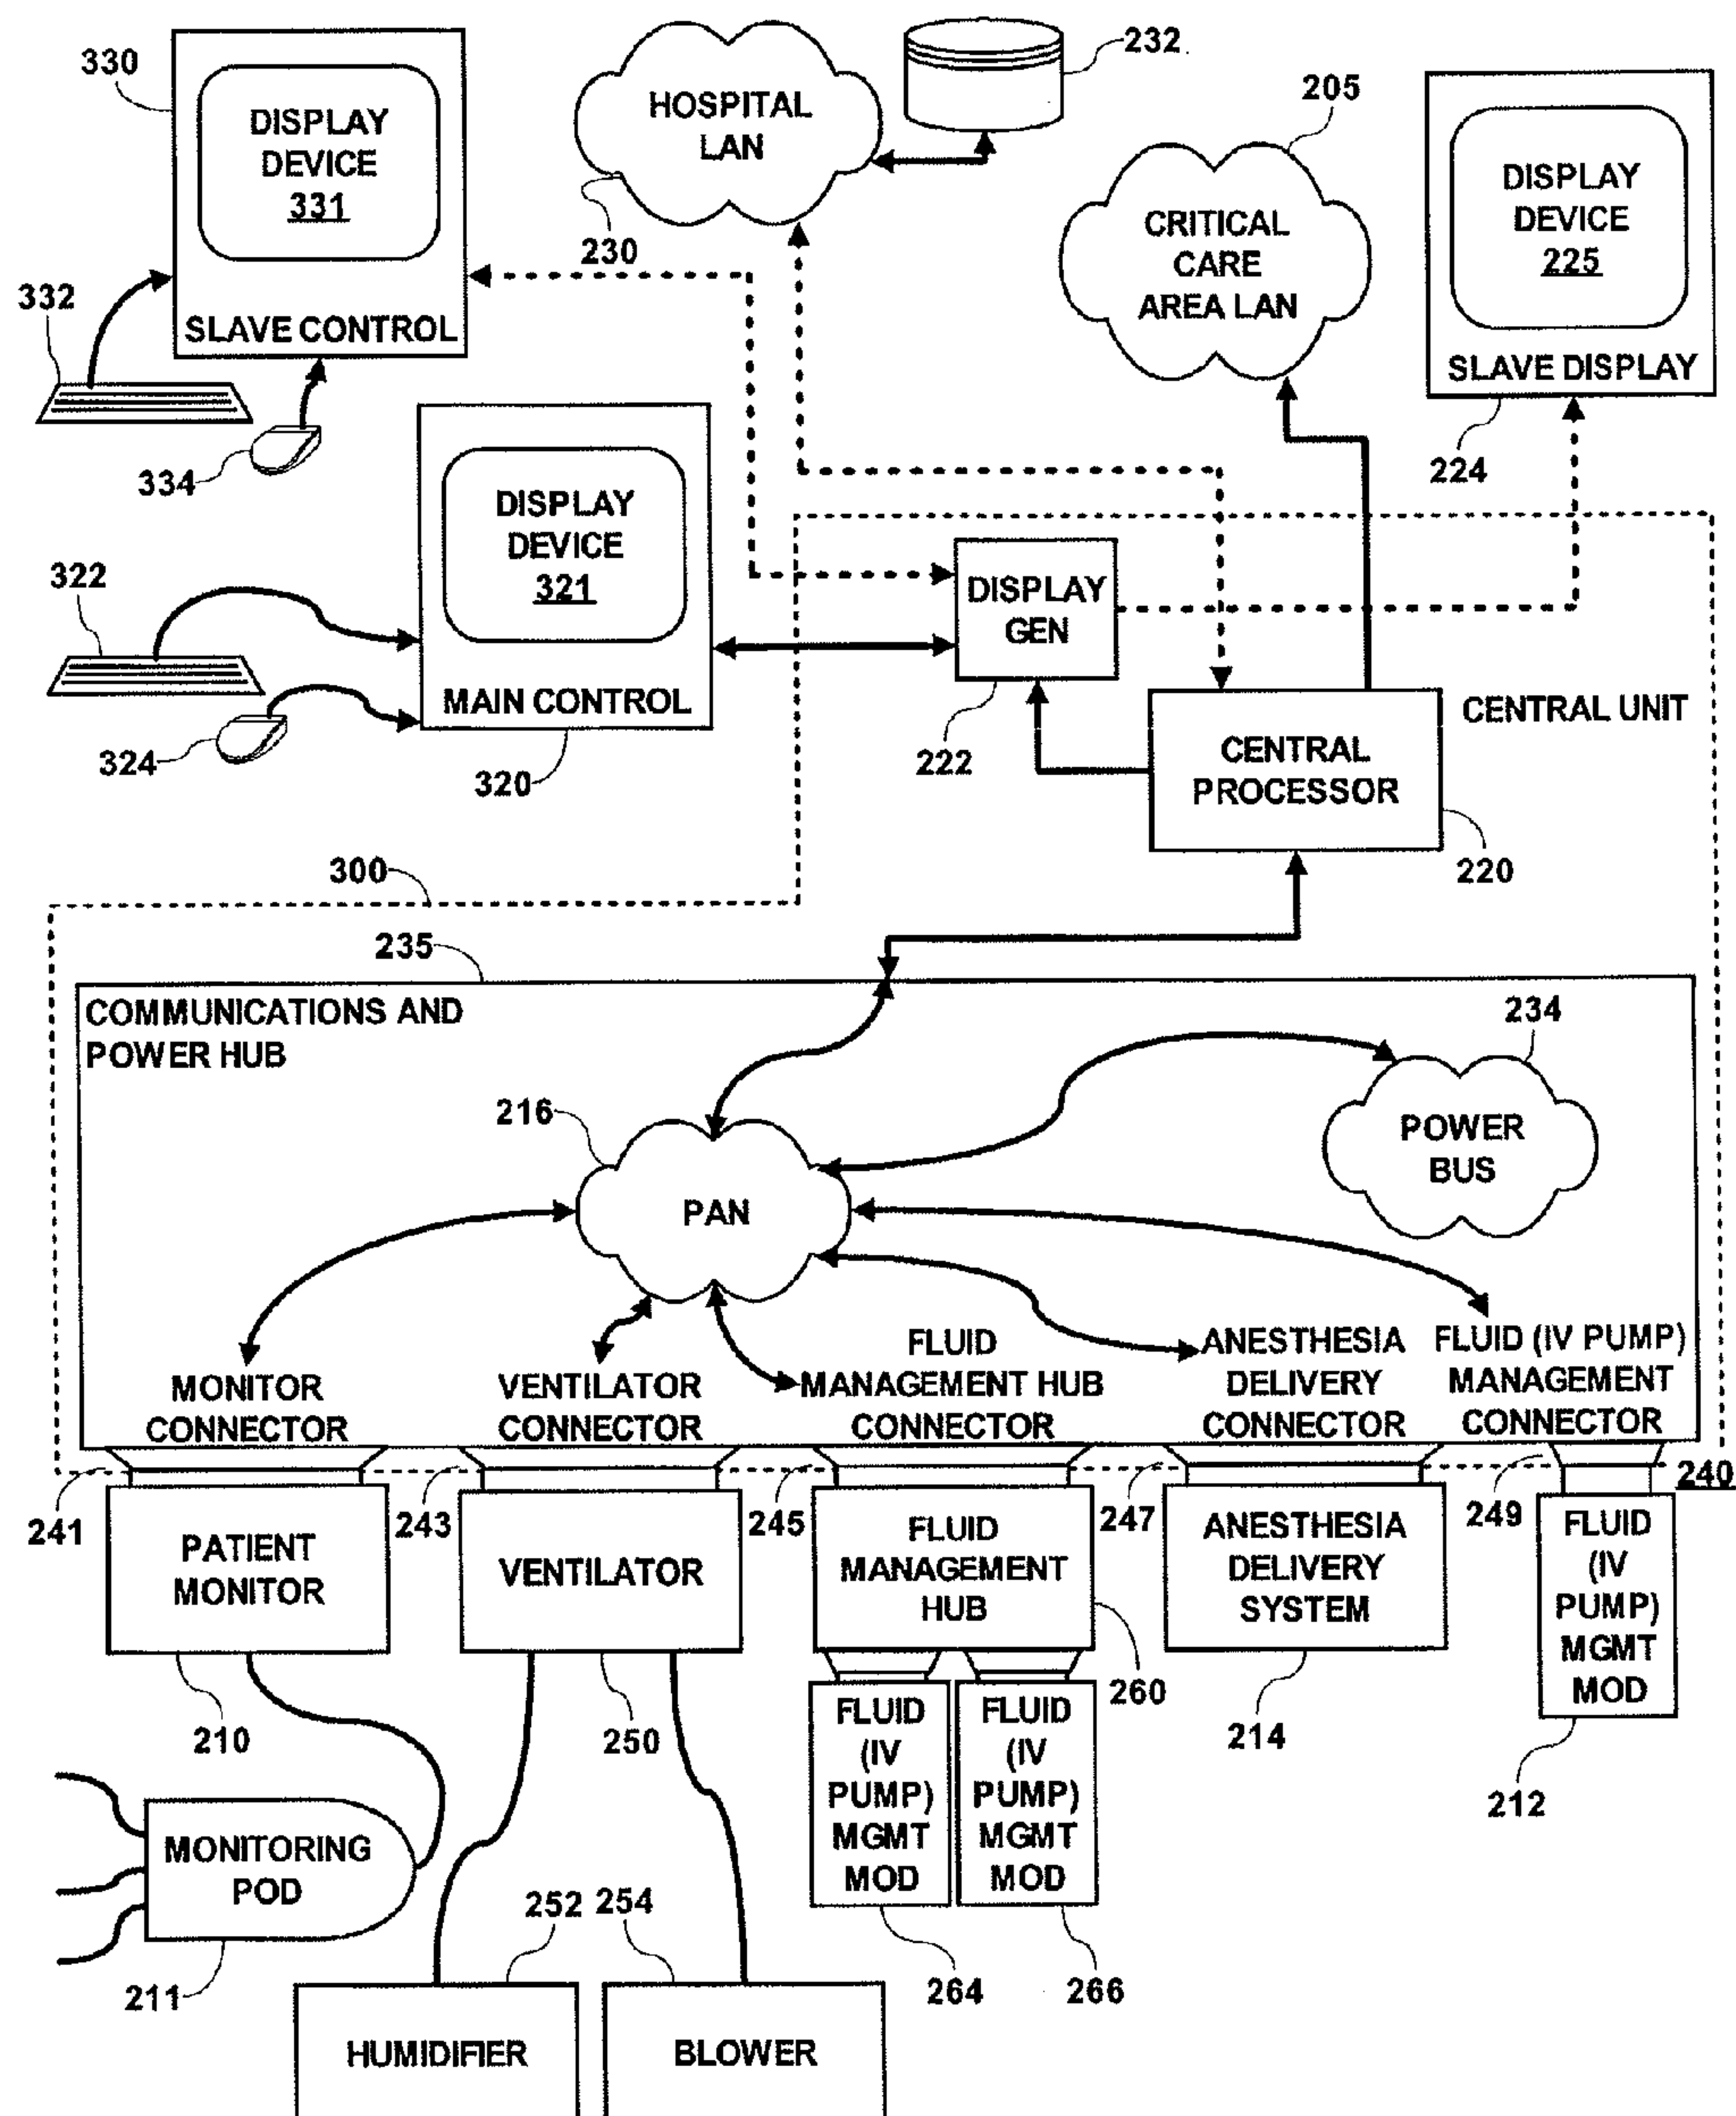 330
DISPLAY
DEVICE
331
SLAVE CONTROL
332
334
HOSPITAL
LAN
230
232
205
CRITICAL
CARE
AREA LAN
DISPLAY
DEVICE
225
SLAVE DISPLAY
224
DISPLAY
DEVICE
321
MAIN CONTROL
320
322
324
DISPLAY
GEN
222
CENTRAL UNIT
CENTRAL
PROCESSOR
220
300
235
COMMUNICATIONS AND
POWER HUB
234
POWER
BUS
216
PAN
MONITOR
CONNECTOR
VENTILATOR
CONNECTOR
FLUID
MANAGEMENT HUB
CONNECTOR
ANESTHESIA
DELIVERY
CONNECTOR
FLUID (IV PUMP)
MANAGEMENT
CONNECTOR
241
243
245
247
249
240
PATIENT
MONITOR
210
VENTILATOR
250
FLUID
MANAGEMENT
HUB
260
ANESTHESIA
DELIVERY
SYSTEM
214
FLUID
(IV
PUMP)
MGMT
MOD
212
FLUID
(IV
PUMP)
MGMT
MOD
264
FLUID
(IV
PUMP)
MGMT
MOD
266
MONITORING
POD
211
252
254
HUMIDIFIER
BLOWER